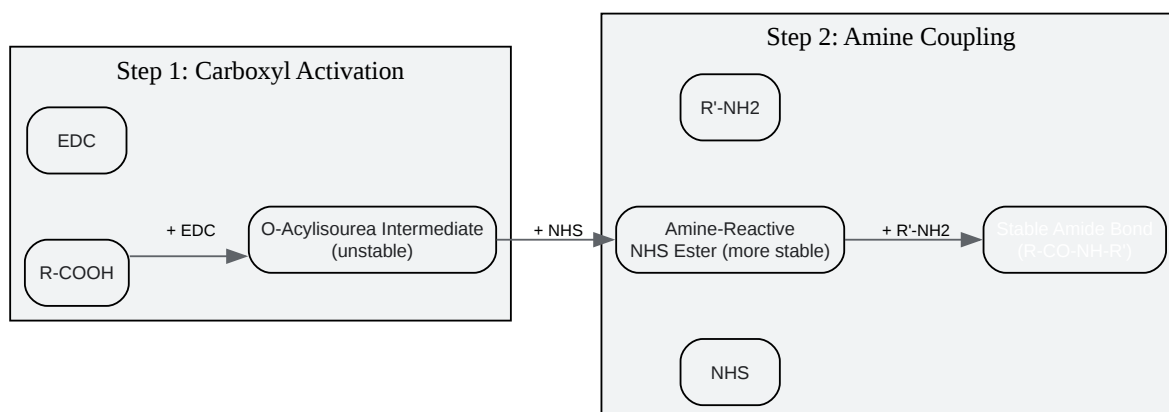 Step 1: Carboxyl Activation
EDC
R-COOH
+ EDC
O-Acylisourea Intermediate
(unstable)
+ NHS
Step 2: Amine Coupling
R'-NH2
Amine-Reactive
NHS Ester (more stable)
+ R'-NH2
Stable Amide Bond
(R-CO-NH-R')
NHS